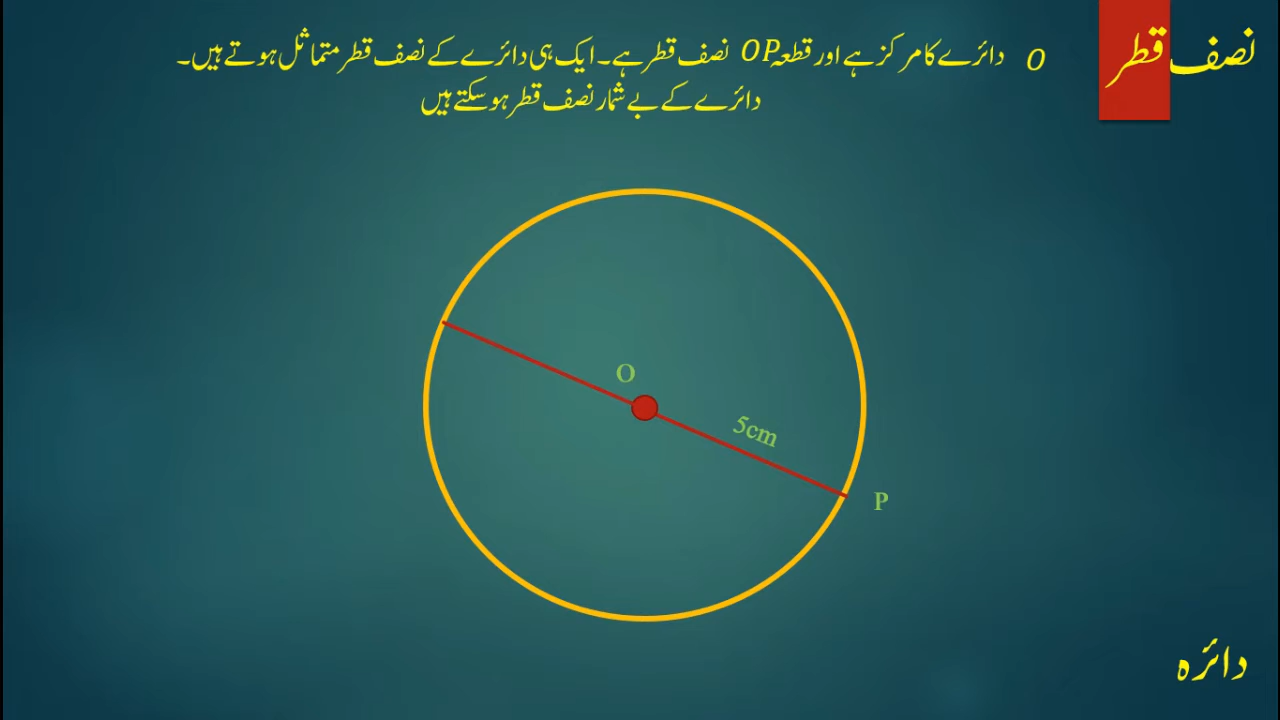 نصف قطر
O دائرے کا مرکز ہے اور قطعہ OP نصف قطر ہے۔ ایک ہی دائرے کے نصف قطر متماثل ہوتے ہیں۔
دائرے کے بے شمار نصف قطر ہو سکتے ہیں
O
5cm
P
دائرہ